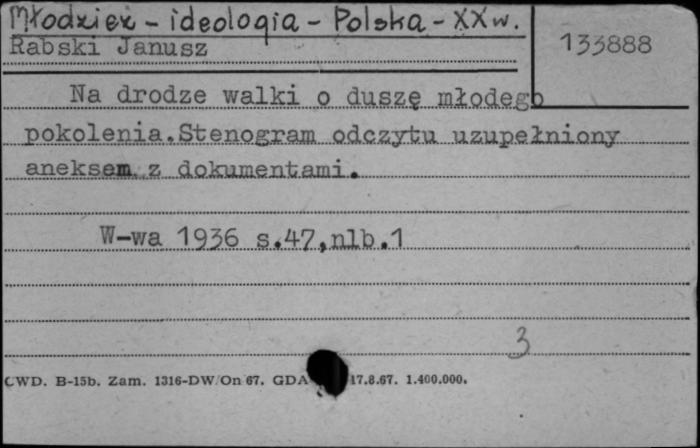 Młodzież - ideologia - Polska - XX w.
Rabski Janusz
133888
Na drodze walki o duszę młodego
pokolenia.Stenogram odczytu uzupełniony
aneksem z dokumentami.
W-wa 1936 s.47,nlb.1
3
CWD. B-15b. Zam. 1316-DW/On 67. GDA 17.8.67. 1.400.000.